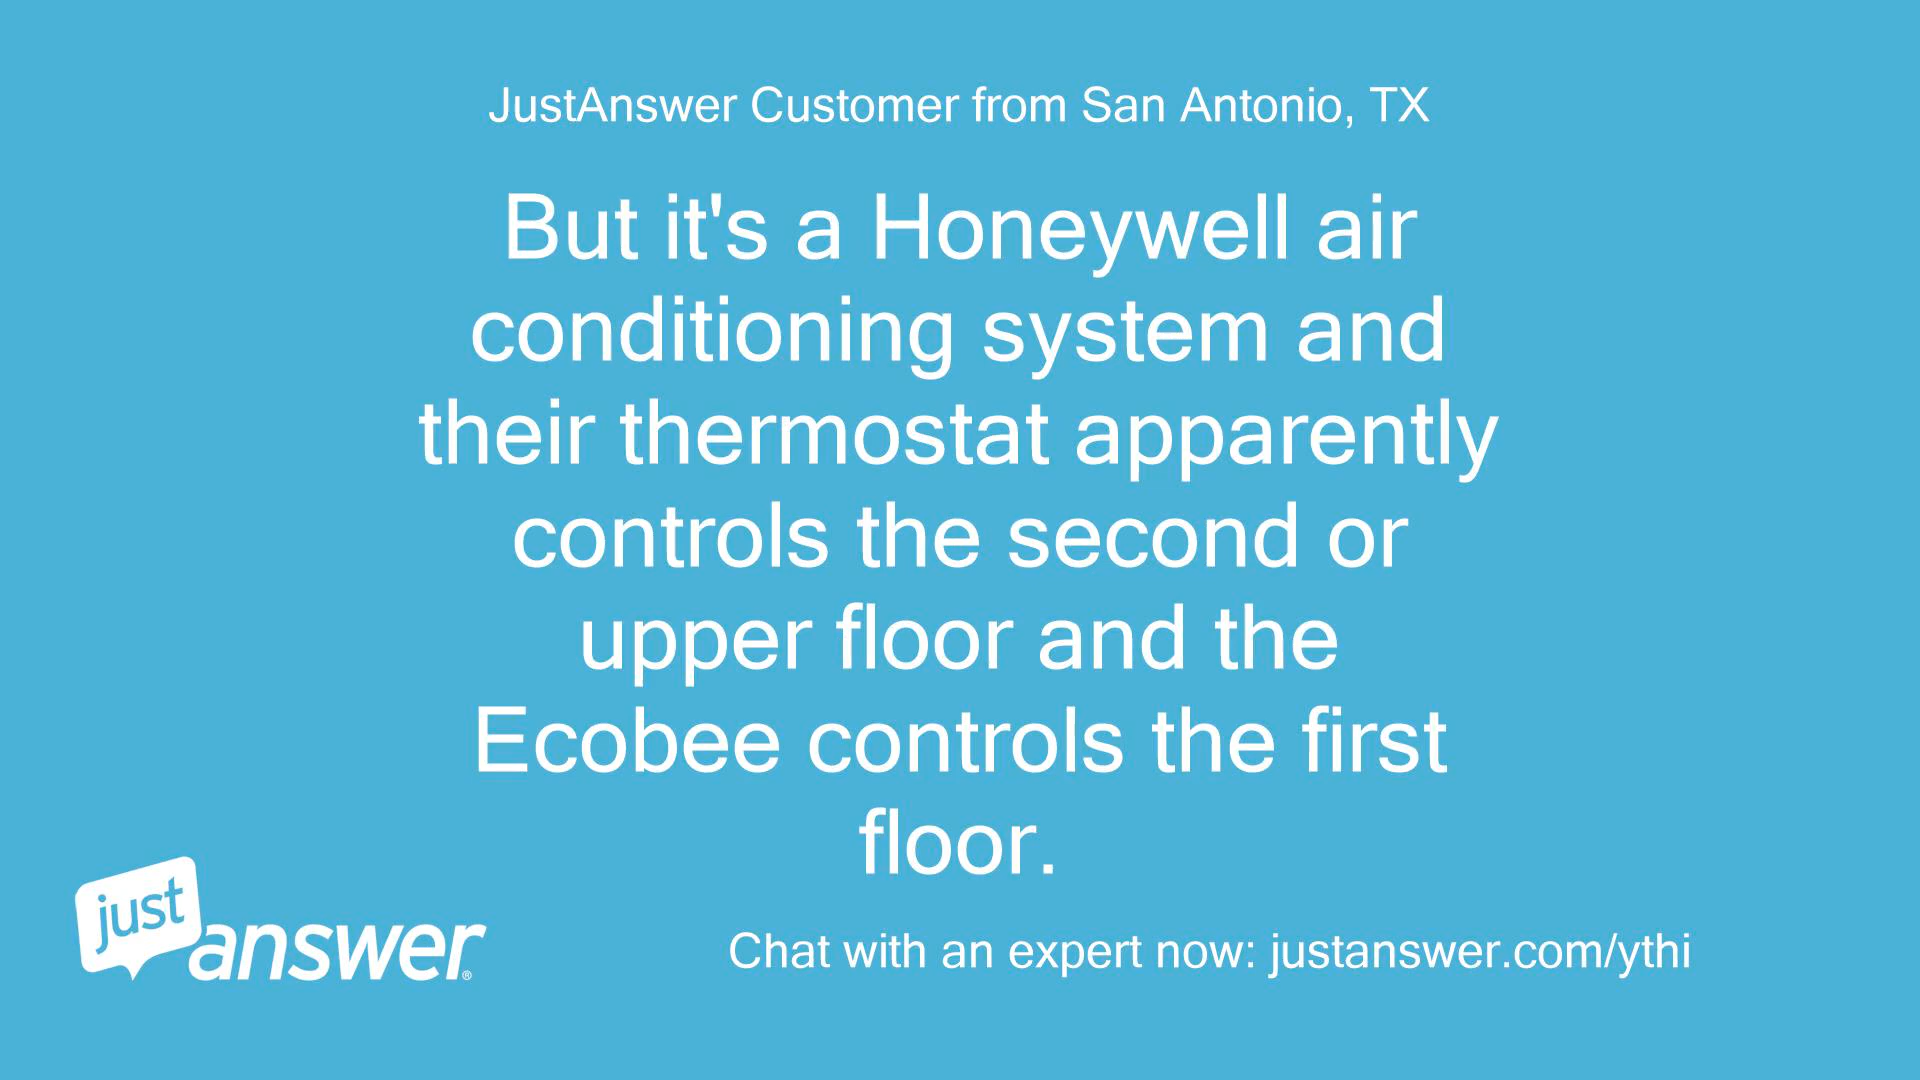 JustAnswer Customer from San Antonio, TX
But it's a Honeywell air
conditioning system and
their thermostat apparently
controls the second or
upper floor and the
Ecobee controls the first
floor.
just
answer®
Chat with an expert now: justanswer.com/ythi